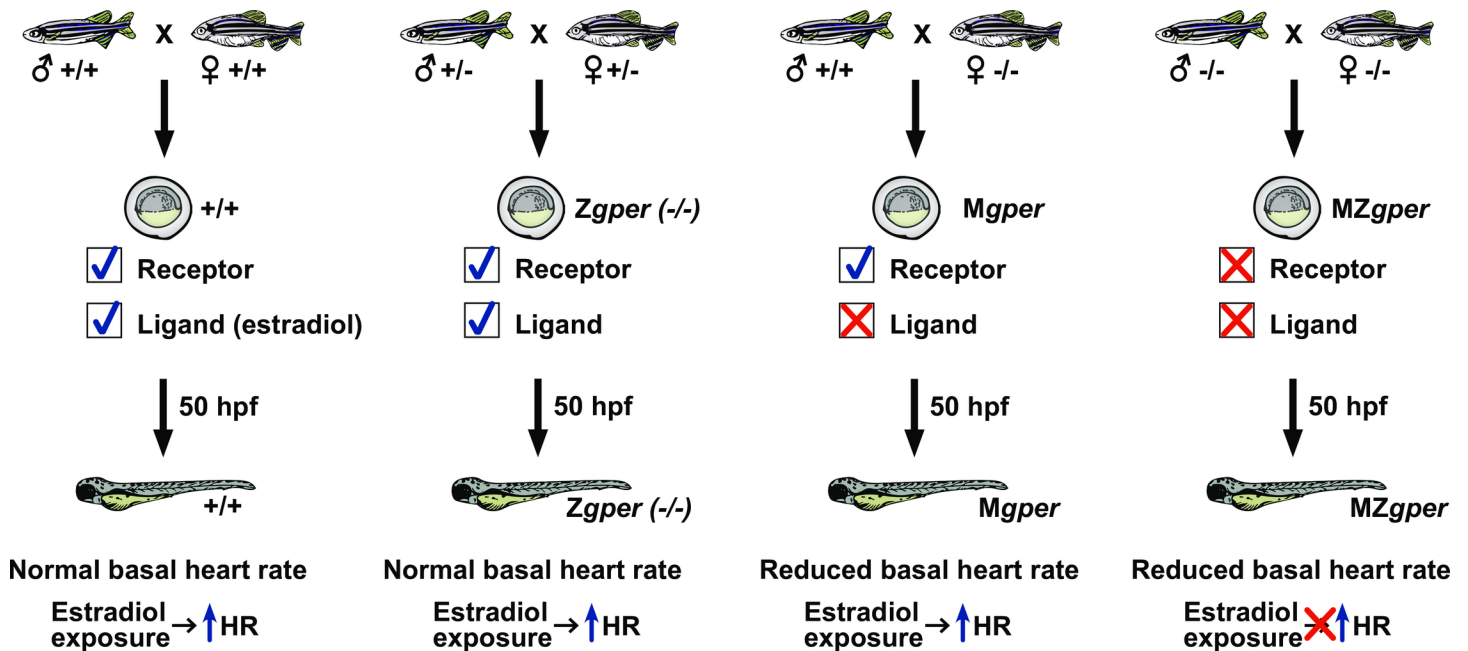 X X X X
♂ +/+ ♀ +/+ ♂ +/- ♀ +/- ♂ +/+ ♀ -/- ♂ -/- ♀ -/-
+/+ Zgper (-/-) Mgper MZgper
Receptor Receptor Receptor Receptor
Ligand (estradiol) Ligand Ligand Ligand
50 hpf 50 hpf 50 hpf 50 hpf
+/+ Zgper (-/-) Mgper MZgper
Normal basal heart rate Normal basal heart rate Reduced basal heart rate Reduced basal heart rate
Estradiol Estradiol Estradiol Estradiol
exposure → ↑ HR exposure → ↑ HR exposure → ↑ HR exposure → ↑ HR